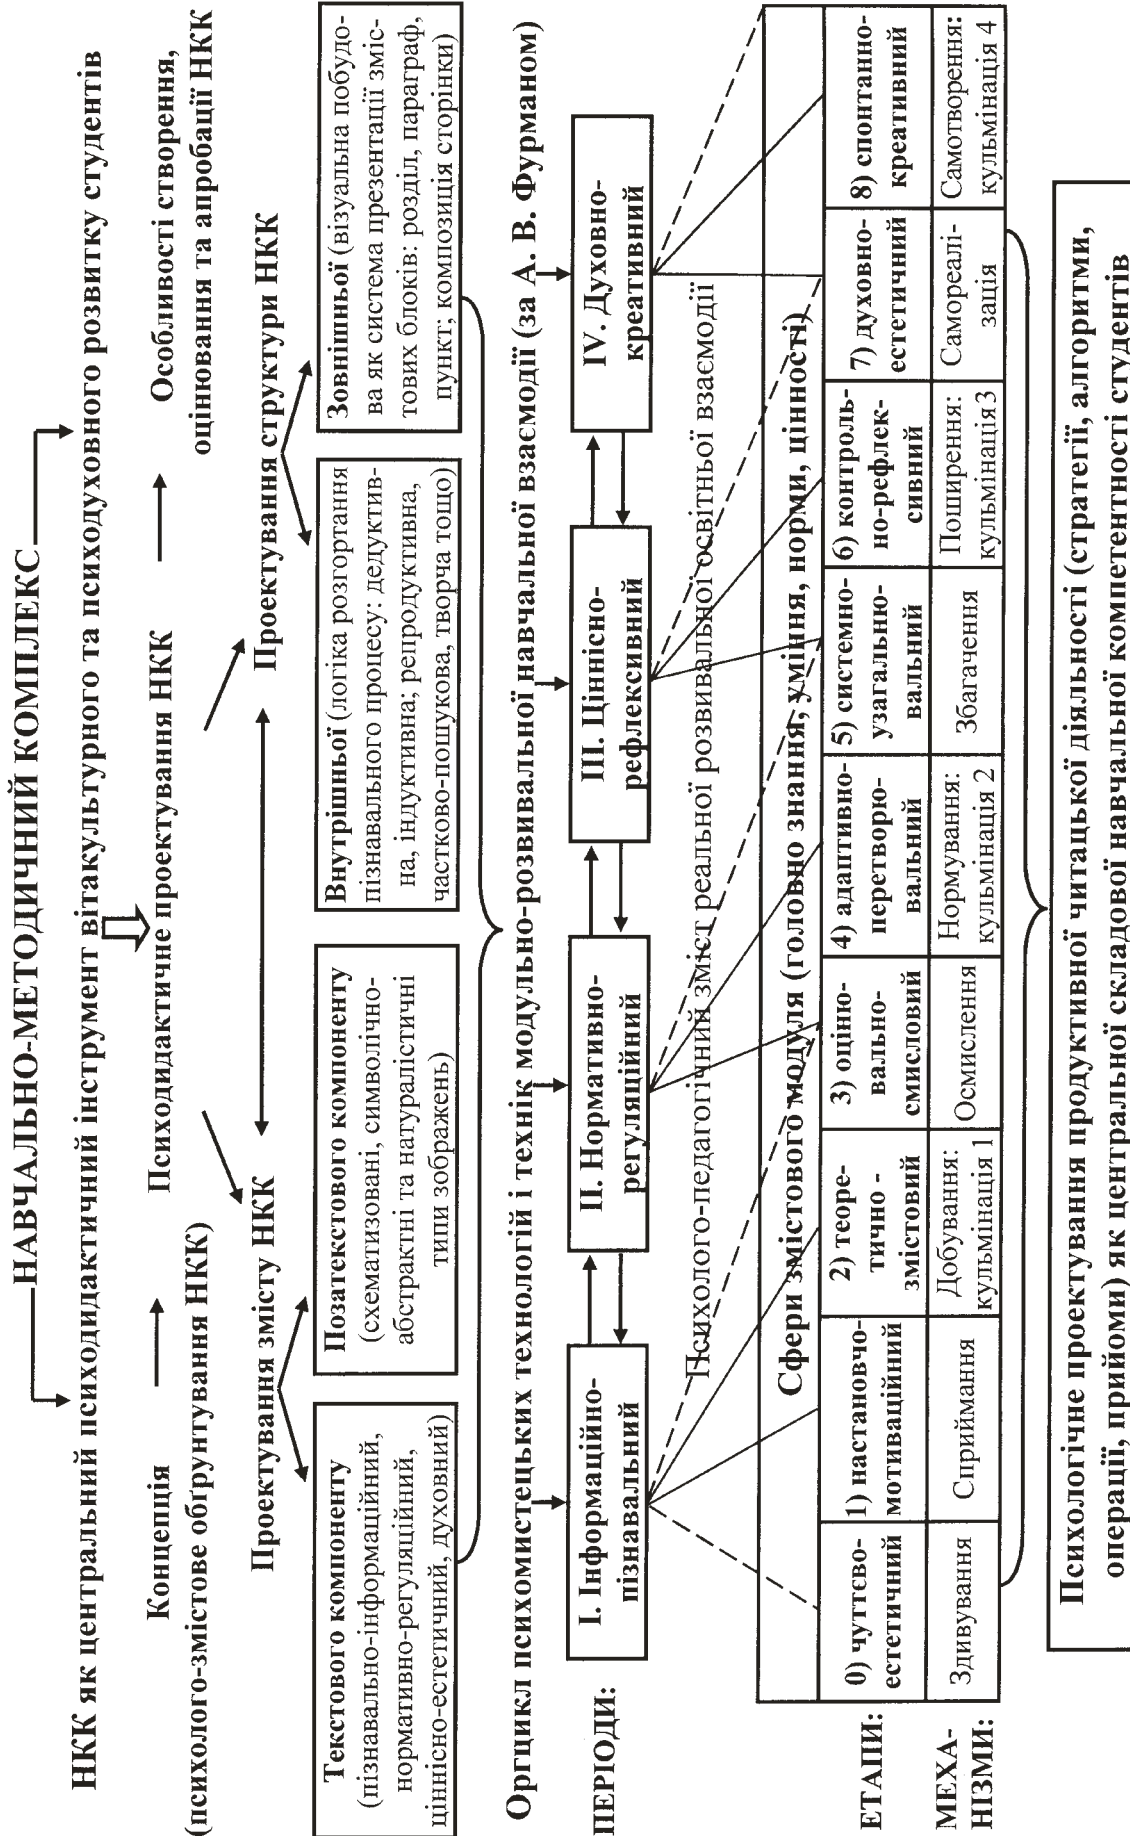 НАВЧАЛЬНО-МЕТОДИЧНИЙ КОМПЛЕКС
НКК як центральний психодидактичний інструмент вітакультурного та психодуховного розвитку студентів
Концепція
(психолого-змістове обґрунтування НКК)
Психодидактичне проектування НКК
Особливості створення,
оцінювання та апробації НКК
Проектування змісту НКК
Проектування структури НКК
Текстового компоненту
(пізнавально-інформаційний,
нормативно-регуляційний,
ціннісно-естетичний, духовний)
Позатекстового компоненту
(схематизовані, символічно-
абстрактні та натуралістичні
типи зображень)
Внутрішньої (логіка розгортання
пізнавального процесу: дедуктив-
на, індуктивна; репродуктивна,
частково-пошукова, творча тощо)
Зовнішньої (візуальна побудо-
ва як система презентації зміс-
тових блоків: розділ, параграф,
пункт; композиція сторінки)
Оргцикл психомистецьких технологій і технік модульно-розвивальної навчальної взаємодії (за А. В. Фурманом)
ПЕРІОДИ:
І. Інформаційно-
пізнавальний
ІІ. Нормативно-
регуляційний
ІІІ. Ціннісно-
рефлексивний
IV. Духовно-
креативний
Психолого-педагогічний зміст реальної розвивальної освітньої взаємодії
Сфери змістового модуля (головно знання, уміння, норми, цінності)
ЕТАПИ:
0) чуттєво-
естетичний
1) настановчо-
мотиваційний
2) теоре-
тично -
змістовий
3) оціню-
вально-
смисловий
4) адаптивно-
перетворю-
вальний
5) системно-
узагальню-
вальний
6) контроль-
но-рефлек-
сивний
7) духовно-
естетичний
8) спонтанно-
креативний
МЕХА-
НІЗМИ:
Здивування
Сприймання
Добування:
кульмінація 1
Осмислення
Нормування:
кульмінація 2
Збагачення
Поширення:
кульмінація 3
Самореалі-
зація
Самотворення:
кульмінація 4
Психологічне проектування продуктивної читацької діяльності (стратегії, алгоритми,
операції, прийоми) як центральної складової навчальної компетентності студентів